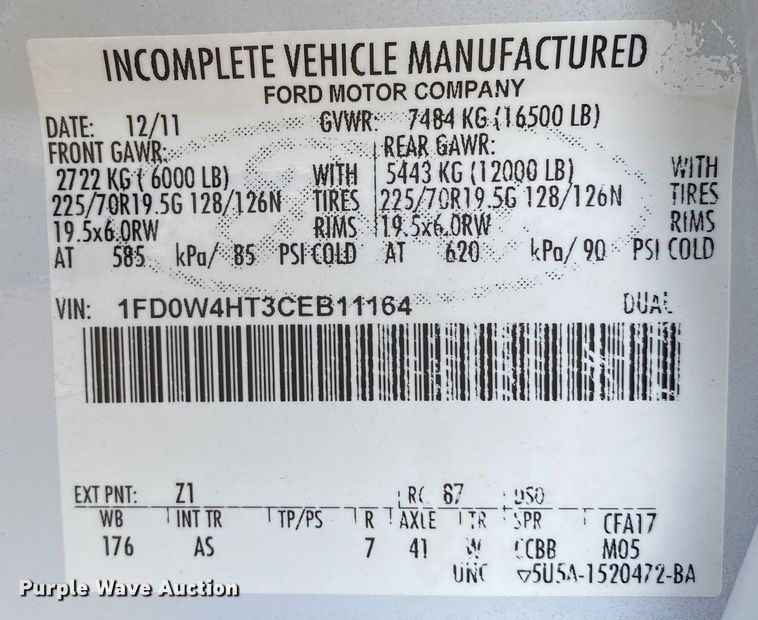 INCOMPLETE VEHICLE MANUFACTURED
FORD MOTOR COMPANY
DATE: 12/11 GVWR: 7484 KG (16500 LB)
FRONT GAWR: REAR GAWR:
2722 KG ( 6000 LB) WITH 5443 KG (12000 LB) WITH
225/70R19.5G 128/126N TIRES 225/70R19.5G 128/126N TIRES
19.5x6.0RW RIMS 19.5x6.0RW RIMS
AT 585 kPa/ 85 PSI COLD AT 620 kPa/ 90 PSI COLD
VIN: 1FD0W4HT3CEB11164 DUAL
EXT PNT: Z1 RC 67 DSO
WB INT TR TP/PS R AXLE TR SPR CFA17
176 AS 7 41 W CCBB M05
UNC ▽5U5A-1520472-BA
Purple Wave Auction